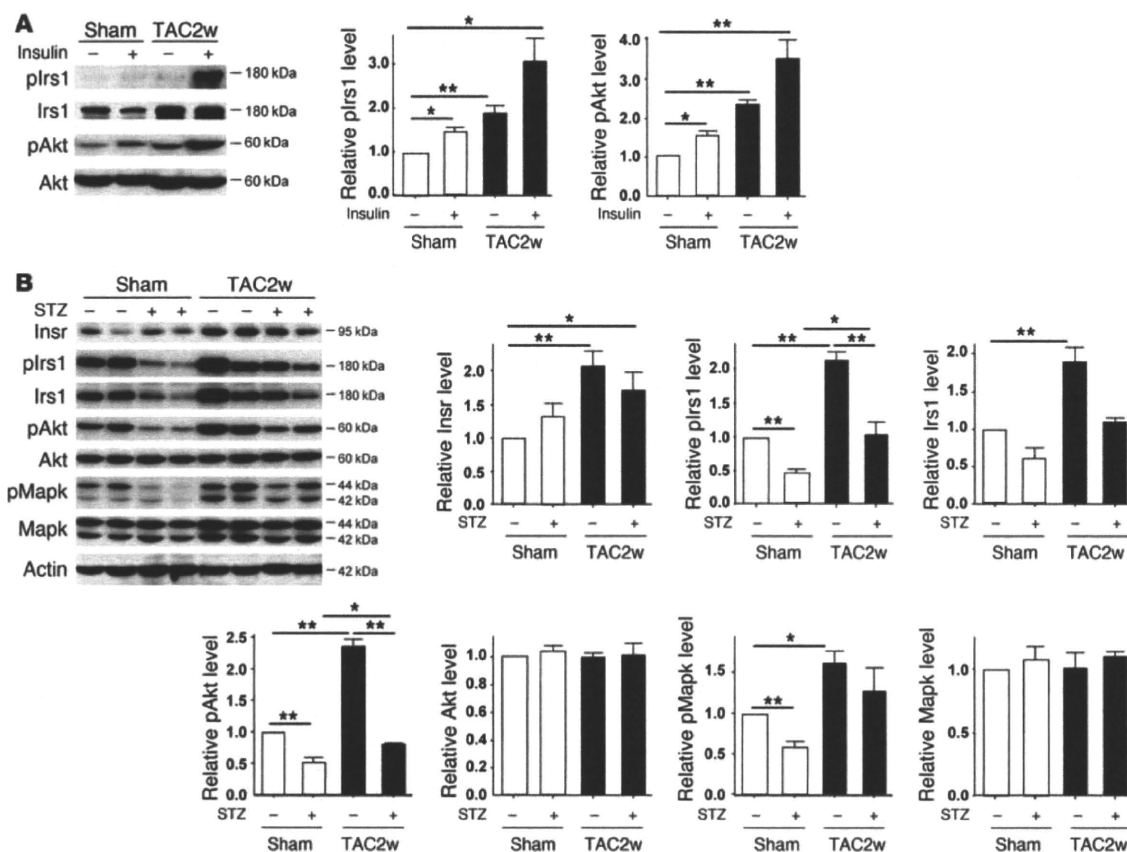 A
Sham TAC2w
Insulin – + – +
pIrs1 – 180 kDa
Irs1 – 180 kDa
pAkt – 60 kDa
Akt – 60 kDa
Relative pIrs1 level
3.0
2.0
1.0
0.0
* ** *
Insulin – + – +
Sham TAC2w
Relative pAkt level
4.0
3.0
2.0
1.0
0.0
** ** *
Insulin – + – +
Sham TAC2w
B
Sham TAC2w
STZ – – + + – – + +
Insr – 95 kDa
pIrs1 – 180 kDa
Irs1 – 180 kDa
pAkt – 60 kDa
Akt – 60 kDa
pMapk – 44 kDa
– 42 kDa
Mapk – 44 kDa
– 42 kDa
Actin – 42 kDa
Relative Insr level
2.5
2.0
1.5
1.0
0.5
0.0
* **
STZ – + – +
Sham TAC2w
Relative pIrs1 level
2.0
1.5
1.0
0.5
0.0
* ** ** **
STZ – + – +
Sham TAC2w
Relative Irs1 level
2.0
1.5
1.0
0.5
0.0
**
STZ – + – +
Sham TAC2w
Relative pAkt level
2.5
2.0
1.5
1.0
0.5
0.0
* ** ** **
STZ – + – +
Sham TAC2w
Relative Akt level
1.0
0.8
0.6
0.4
0.2
0.0
STZ – + – +
Sham TAC2w
Relative pMapk level
1.5
1.0
0.5
0.0
* **
STZ – + – +
Sham TAC2w
Relative Mapk level
1.0
0.5
0.0
STZ – + – +
Sham TAC2w